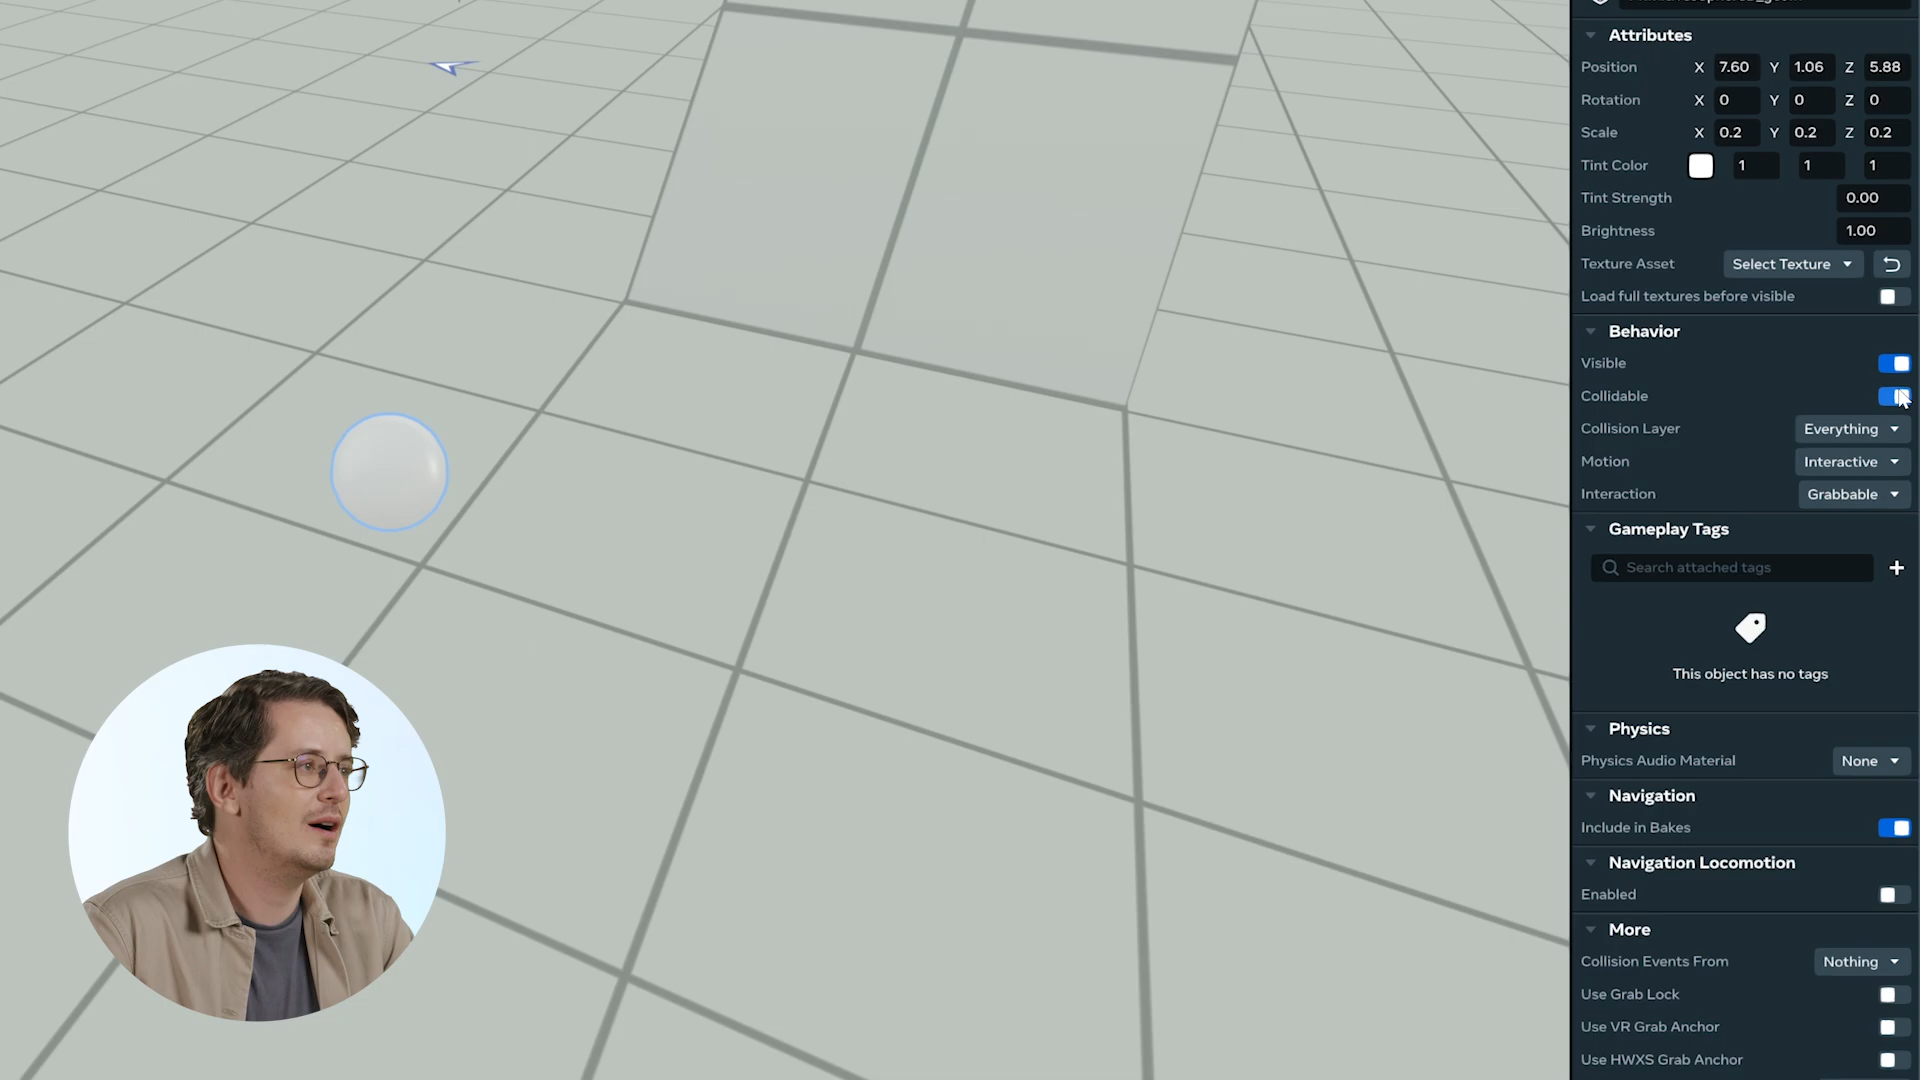 Attributes
Position X 7.60 Y 1.06 Z 5.88
Rotation X 0 Y 0 Z 0
Scale X 0.2 Y 0.2 Z 0.2
Tint Color 1 1 1
Tint Strength 0.00
Brightness 1.00
Texture Asset Select Texture
Load full textures before visible
Behavior
Visible
Collidable
Collision Layer Everything
Motion Interactive
Interaction Grabbable
Gameplay Tags
Search attached tags
This object has no tags
Physics
Physics Audio Material None
Navigation
Include in Bakes
Navigation Locomotion
Enabled
More
Collision Events From Nothing
Use Grab Lock
Use VR Grab Anchor
Use HWXS Grab Anchor